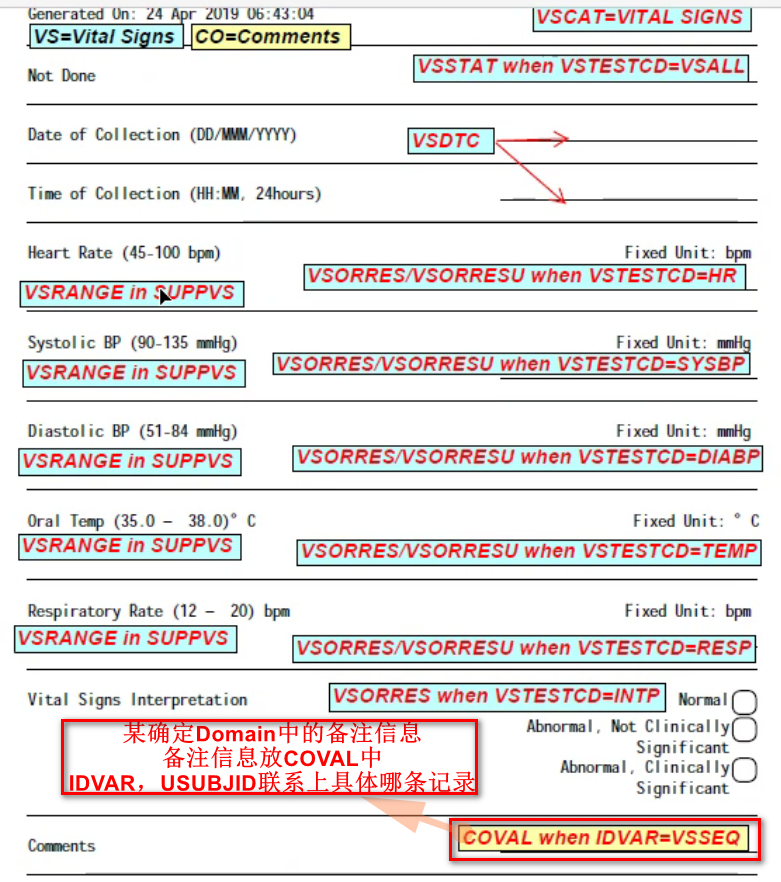 Generated On: 24 Apr 2019 06:43:04
VSCAT=VITAL SIGNS
VS=Vital Signs
CO=Comments
Not Done
VSSTAT when VSTESTCD=VSALL
Date of Collection (DD/MMM/YYYY)
VSDTC
Time of Collection (HH:MM, 24hours)
Heart Rate (45-100 bpm)
Fixed Unit: bpm
VSORRES/VSORRESU when VSTESTCD=HR
VSRANGE in SUPPVS
Systolic BP (90-135 mmHg)
Fixed Unit: mmHg
VSORRES/VSORRESU when VSTESTCD=SYSBP
VSRANGE in SUPPVS
Diastolic BP (51-84 mmHg)
Fixed Unit: mmHg
VSORRES/VSORRESU when VSTESTCD=DIABP
VSRANGE in SUPPVS
Oral Temp (35.0 – 38.0)° C
Fixed Unit: ° C
VSRANGE in SUPPVS
VSORRES/VSORRESU when VSTESTCD=TEMP
Respiratory Rate (12 – 20) bpm
Fixed Unit: bpm
VSRANGE in SUPPVS
VSORRES/VSORRESU when VSTESTCD=RESP
Vital Signs Interpretation
VSORRES when VSTESTCD=INTP
Normal
Abnormal, Not Clinically
Significant
Abnormal, Clinically
Significant
某确定Domain中的备注信息
备注信息放COVAL中
IDVAR，USUBJID联系上具体哪条记录
COVAL when IDVAR=VSSEQ
Comments